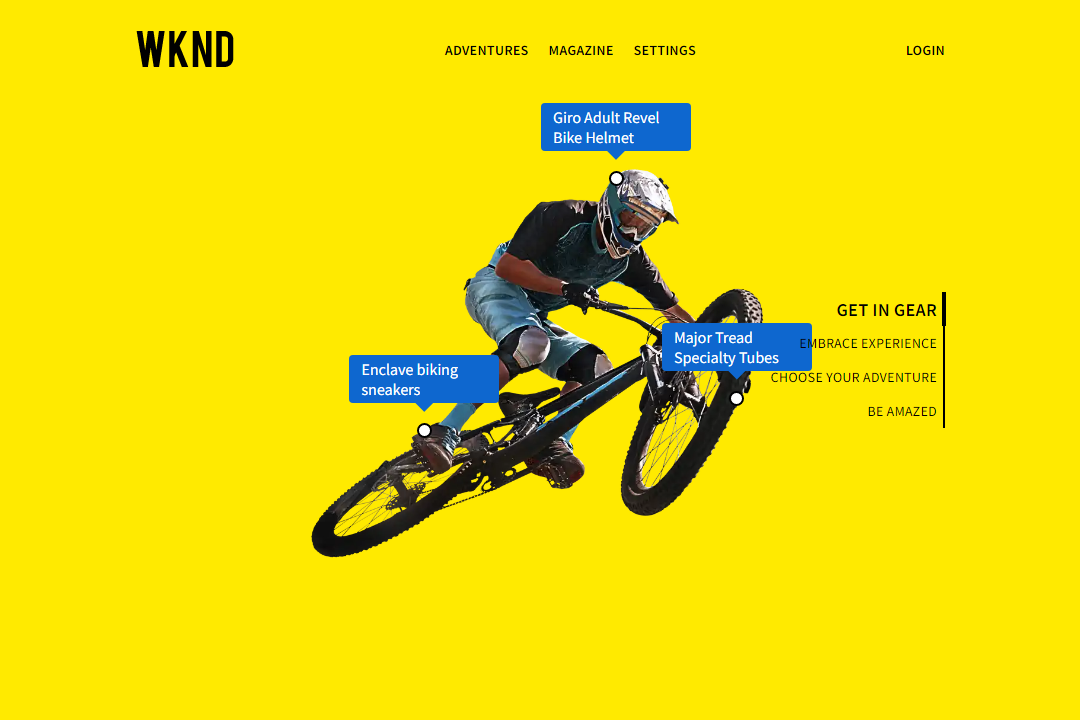 WKND
ADVENTURES MAGAZINE SETTINGS
LOGIN
Giro Adult Revel
Bike Helmet
GET IN GEAR
Major Tread
Specialty Tubes
EMBRACE EXPERIENCE
Enclave biking
sneakers
CHOOSE YOUR ADVENTURE
BE AMAZED